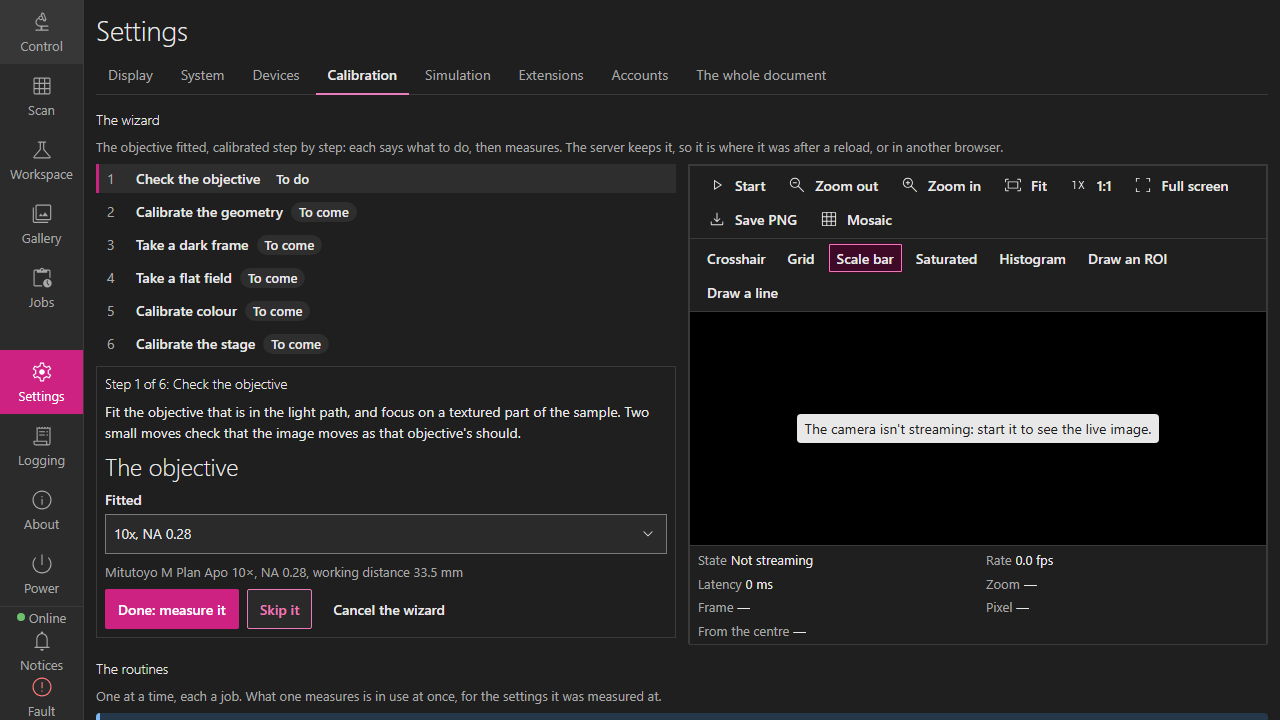 Control
Scan
Workspace
Gallery
Jobs
Settings
Logging
About
Power
Online
Notices
Fault
Settings
Display
System
Devices
Calibration
Simulation
Extensions
Accounts
The whole document
The wizard
The objective fitted, calibrated step by step: each says what to do, then measures. The server keeps it, so it is where it was after a reload, or in another browser.
1 Check the objective To do
2 Calibrate the geometry To come
3 Take a dark frame To come
4 Take a flat field To come
5 Calibrate colour To come
6 Calibrate the stage To come
Step 1 of 6: Check the objective
Fit the objective that is in the light path, and focus on a textured part of the sample. Two
small moves check that the image moves as that objective's should.
The objective
Fitted
10x, NA 0.28
Mitutoyo M Plan Apo 10×, NA 0.28, working distance 33.5 mm
Done: measure it
Skip it
Cancel the wizard
Start
Zoom out
Zoom in
Fit
1X 1:1
Full screen
Save PNG
Mosaic
Crosshair
Grid
Scale bar
Saturated
Histogram
Draw an ROI
Draw a line
The camera isn't streaming: start it to see the live image.
State Not streaming
Rate 0.0 fps
Latency 0 ms
Zoom —
Frame —
Pixel —
From the centre —
The routines
One at a time, each a job. What one measures is in use at once, for the settings it was measured at.